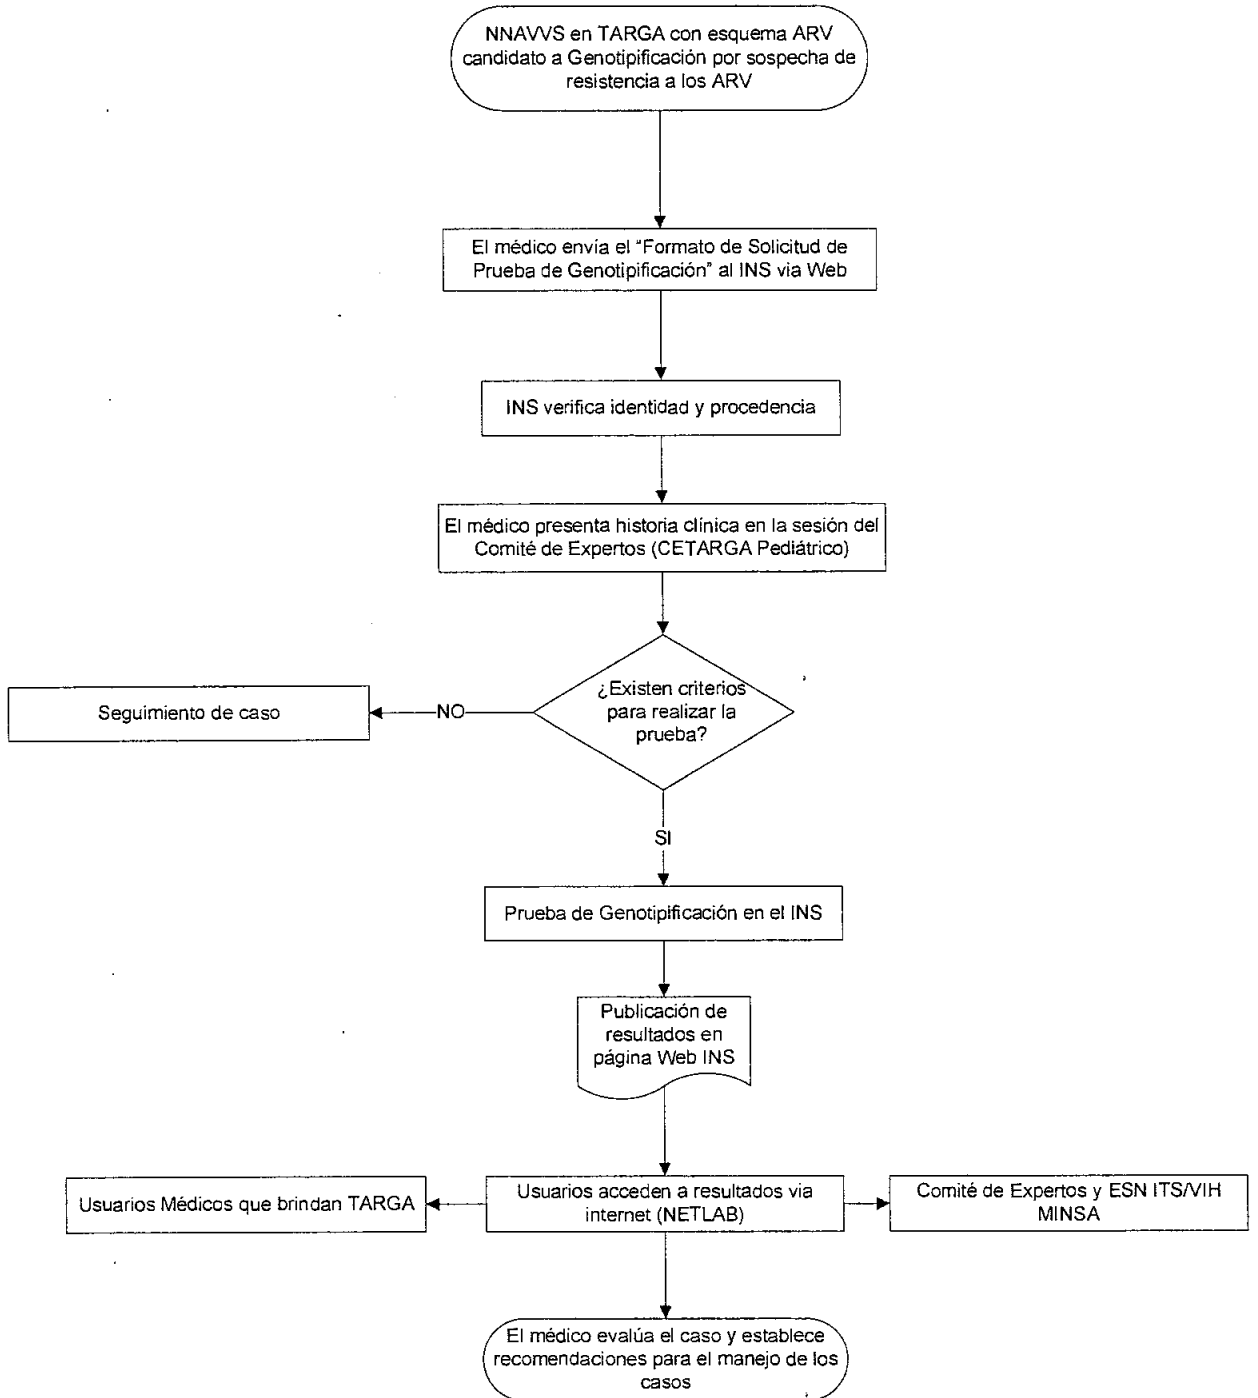 NNAVVS en TARGA con esquema ARV
candidato a Genotipificación por sospecha de
resistencia a los ARV
El médico envía el "Formato de Solicitud de
Prueba de Genotipificación" al INS via Web
INS verifica identidad y procedencia
El médico presenta historia clínica en la sesión del
Comité de Expertos (CETARGA Pediátrico)
¿Existen criterios
para realizar la
prueba?
NO
Seguimiento de caso
SI
Prueba de Genotipificación en el INS
Publicación de
resultados en
página Web INS
Usuarios Médicos que brindan TARGA
Usuarios acceden a resultados via
internet (NETLAB)
Comité de Expertos y ESN ITS/VIH
MINSA
El médico evalúa el caso y establece
recomendaciones para el manejo de los
casos